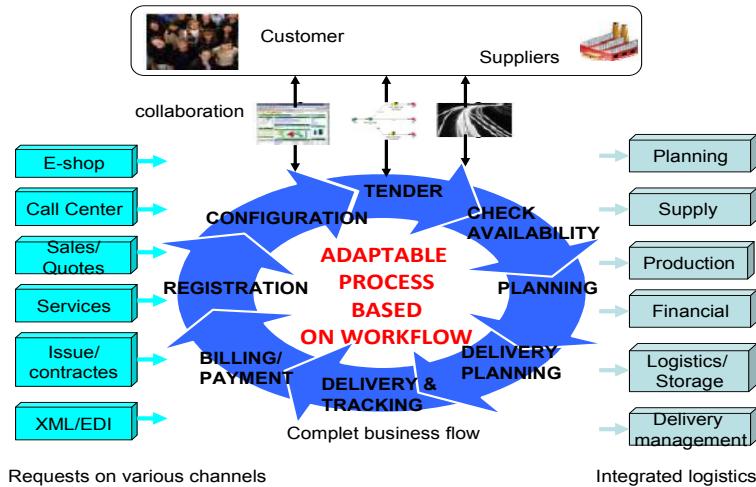 Customer
Suppliers
collaboration
E-shop
Call Center
Sales/
Quotes
Services
Issue/
contractes
XML/EDI
Requests on various channels
TENDER
CHECK
AVAILABILITY
PLANNING
DELIVERY
PLANNING
DELIVERY &
TRACKING
BILLING/
PAYMENT
REGISTRATION
CONFIGURATION
ADAPTABLE
PROCESS
BASED
ON WORKFLOW
Complet business flow
Planning
Supply
Production
Financial
Logistics/
Storage
Delivery
management
Integrated logistics